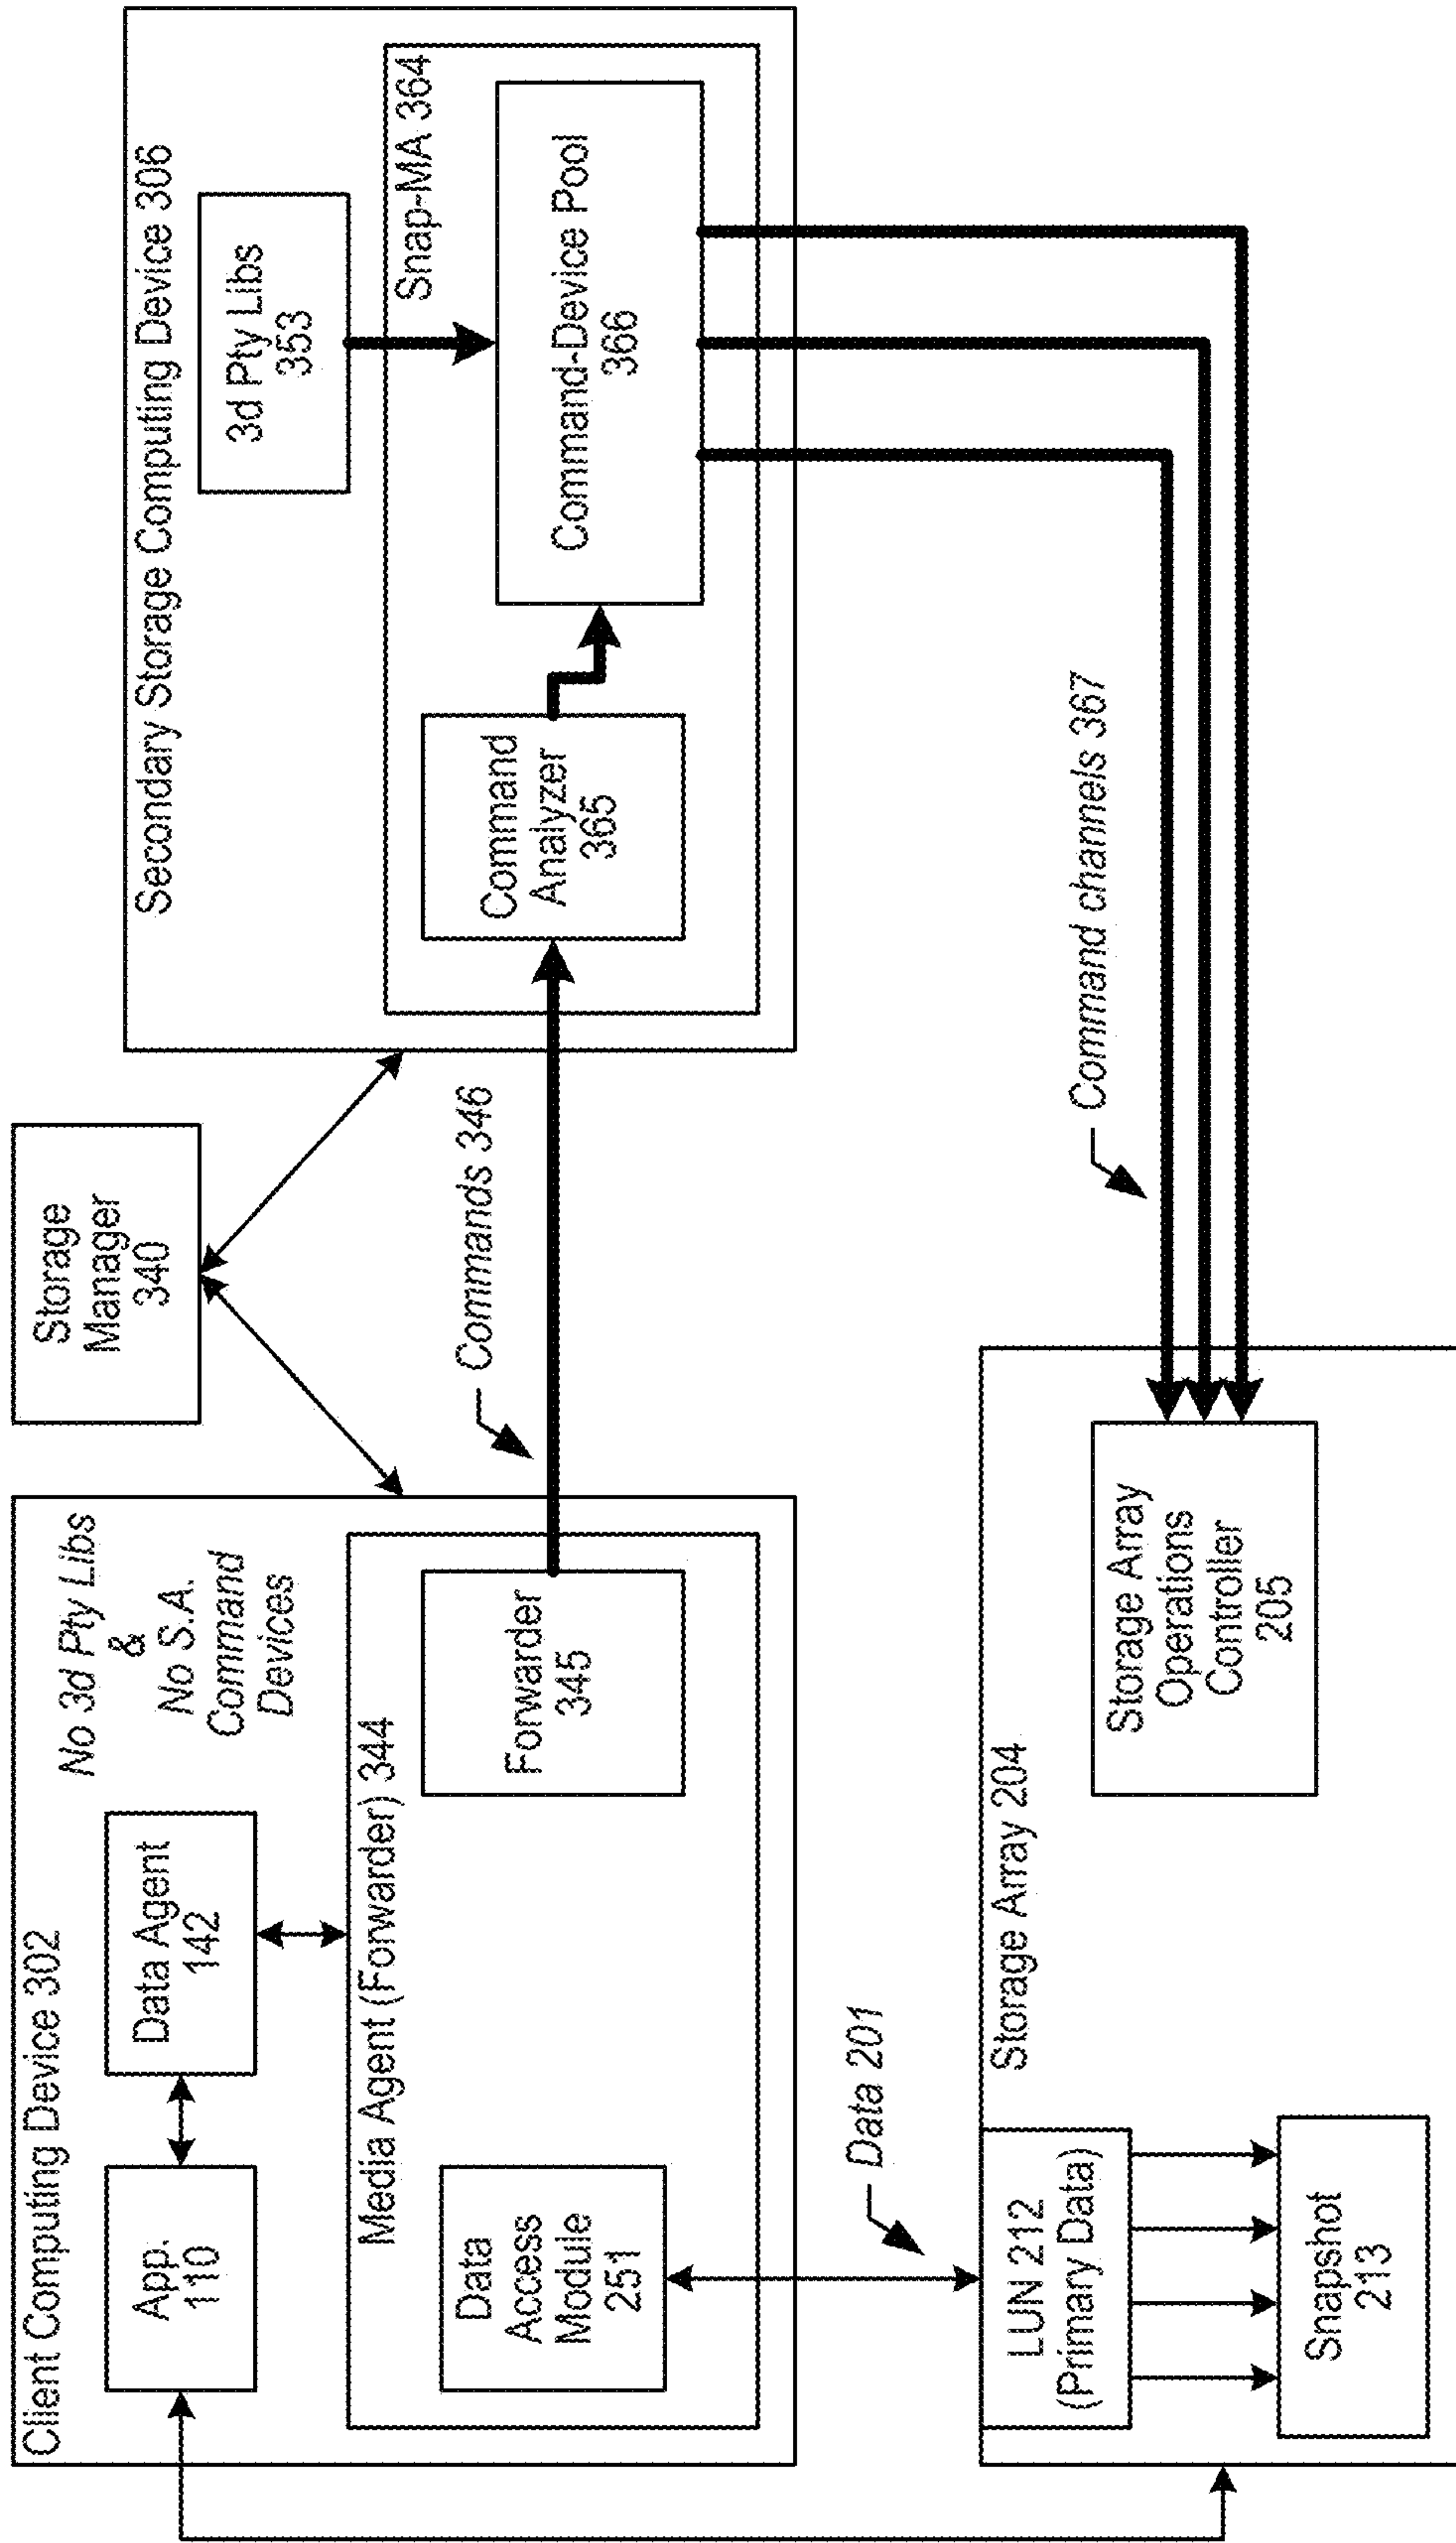 Client Computing Device 302
No 3d Pty Libs
&
No S.A.
Command
Devices
App.
110
Data Agent
142
Media Agent (Forwarder) 344
Data
Access
Module
251
Forwarder
345
Storage
Manager
340
Commands 346
Secondary Storage Computing Device 306
3d Pty Libs
353
Snap-MA 364
Command
Analyzer
365
Command-Device Pool
366
Data 201
Command channels 367
Storage Array 204
LUN 212
(Primary Data)
Snapshot
213
Storage Array
Operations
Controller
205